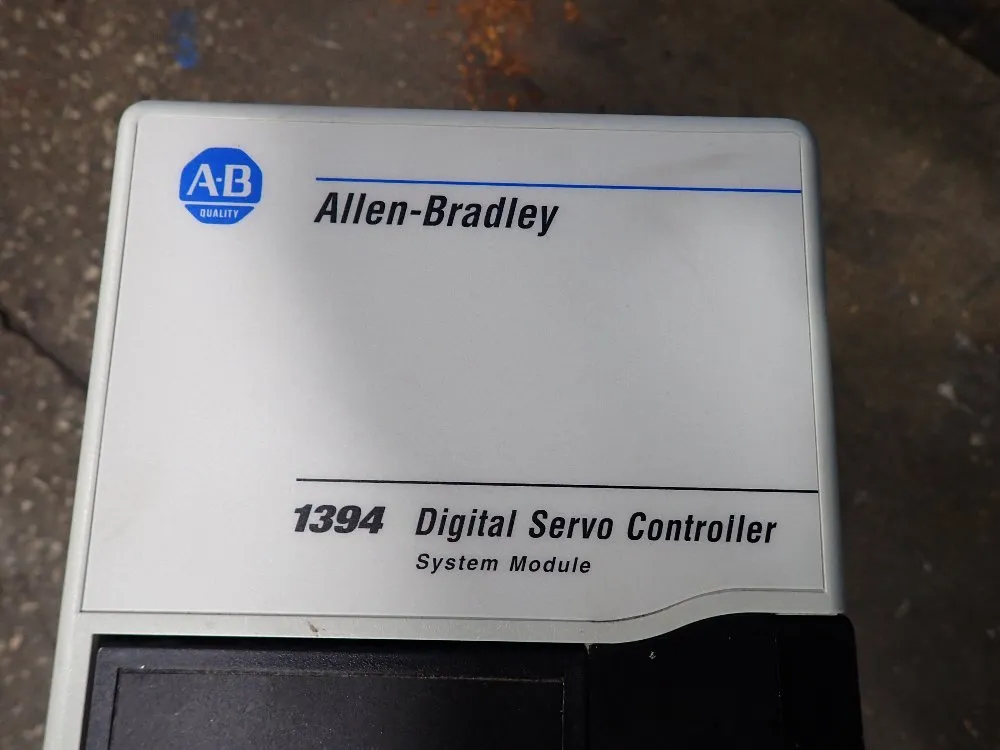 A-B
QUALITY
Allen-Bradley
1394 Digital Servo Controller
System Module